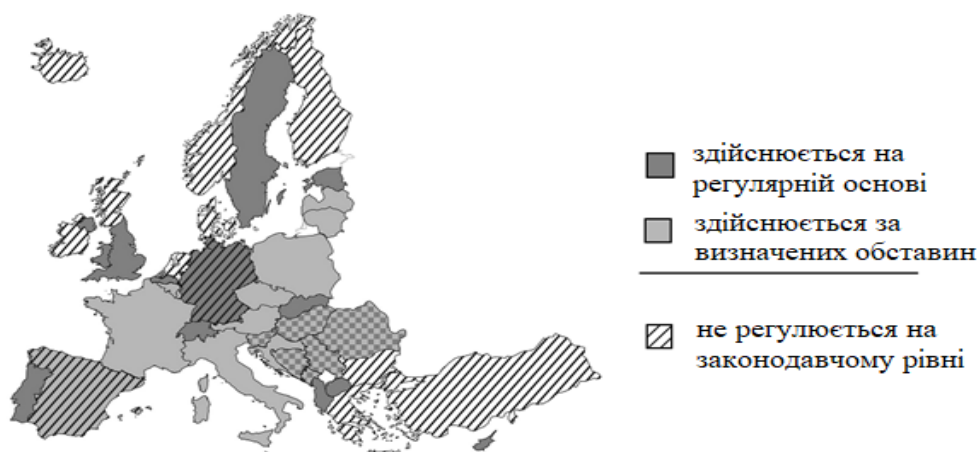 здійснюється на
регулярній основі
здійснюється за
визначених обставин
не регулюється на
законодавчому рівні